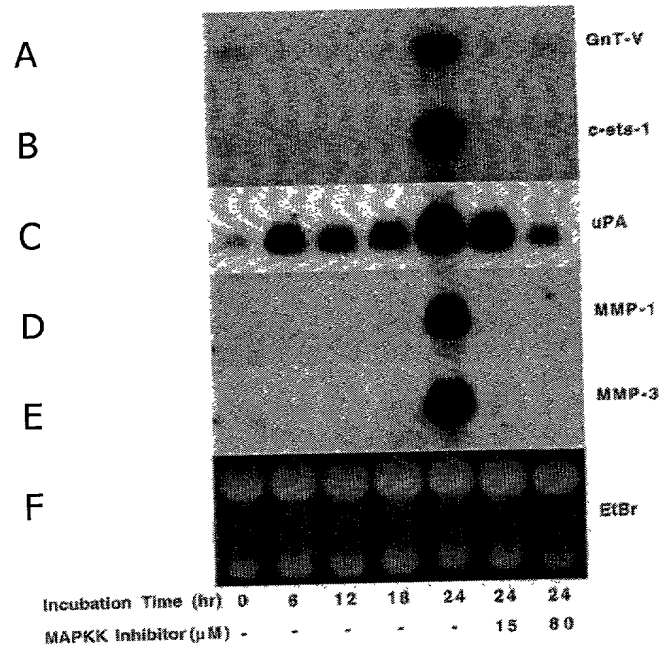 A
GnT-V
B
c-ets-1
C
uPA
D
MMP-1
E
MMP-3
F
EtBr
Incubation Time (hr) 0 6 12 18 24 24 24
MAPKK Inhibitor (µM) - - - - - 15 80